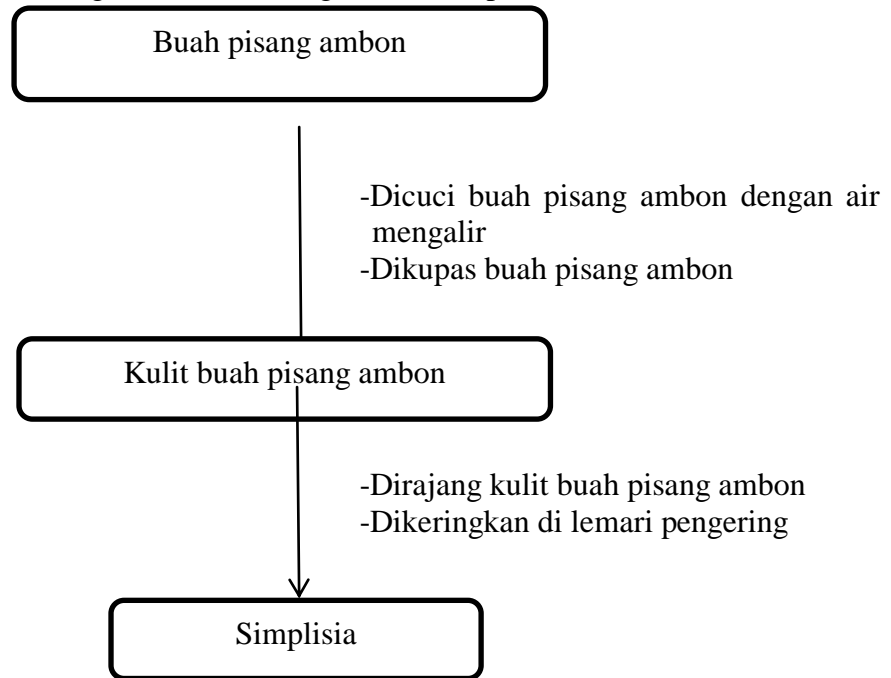 Buah pisang ambon
-Dicuci buah pisang ambon dengan air
mengalir
-Dikupas buah pisang ambon
Kulit buah pisang ambon
-Dirajang kulit buah pisang ambon
-Dikeringkan di lemari pengering
Simplisia